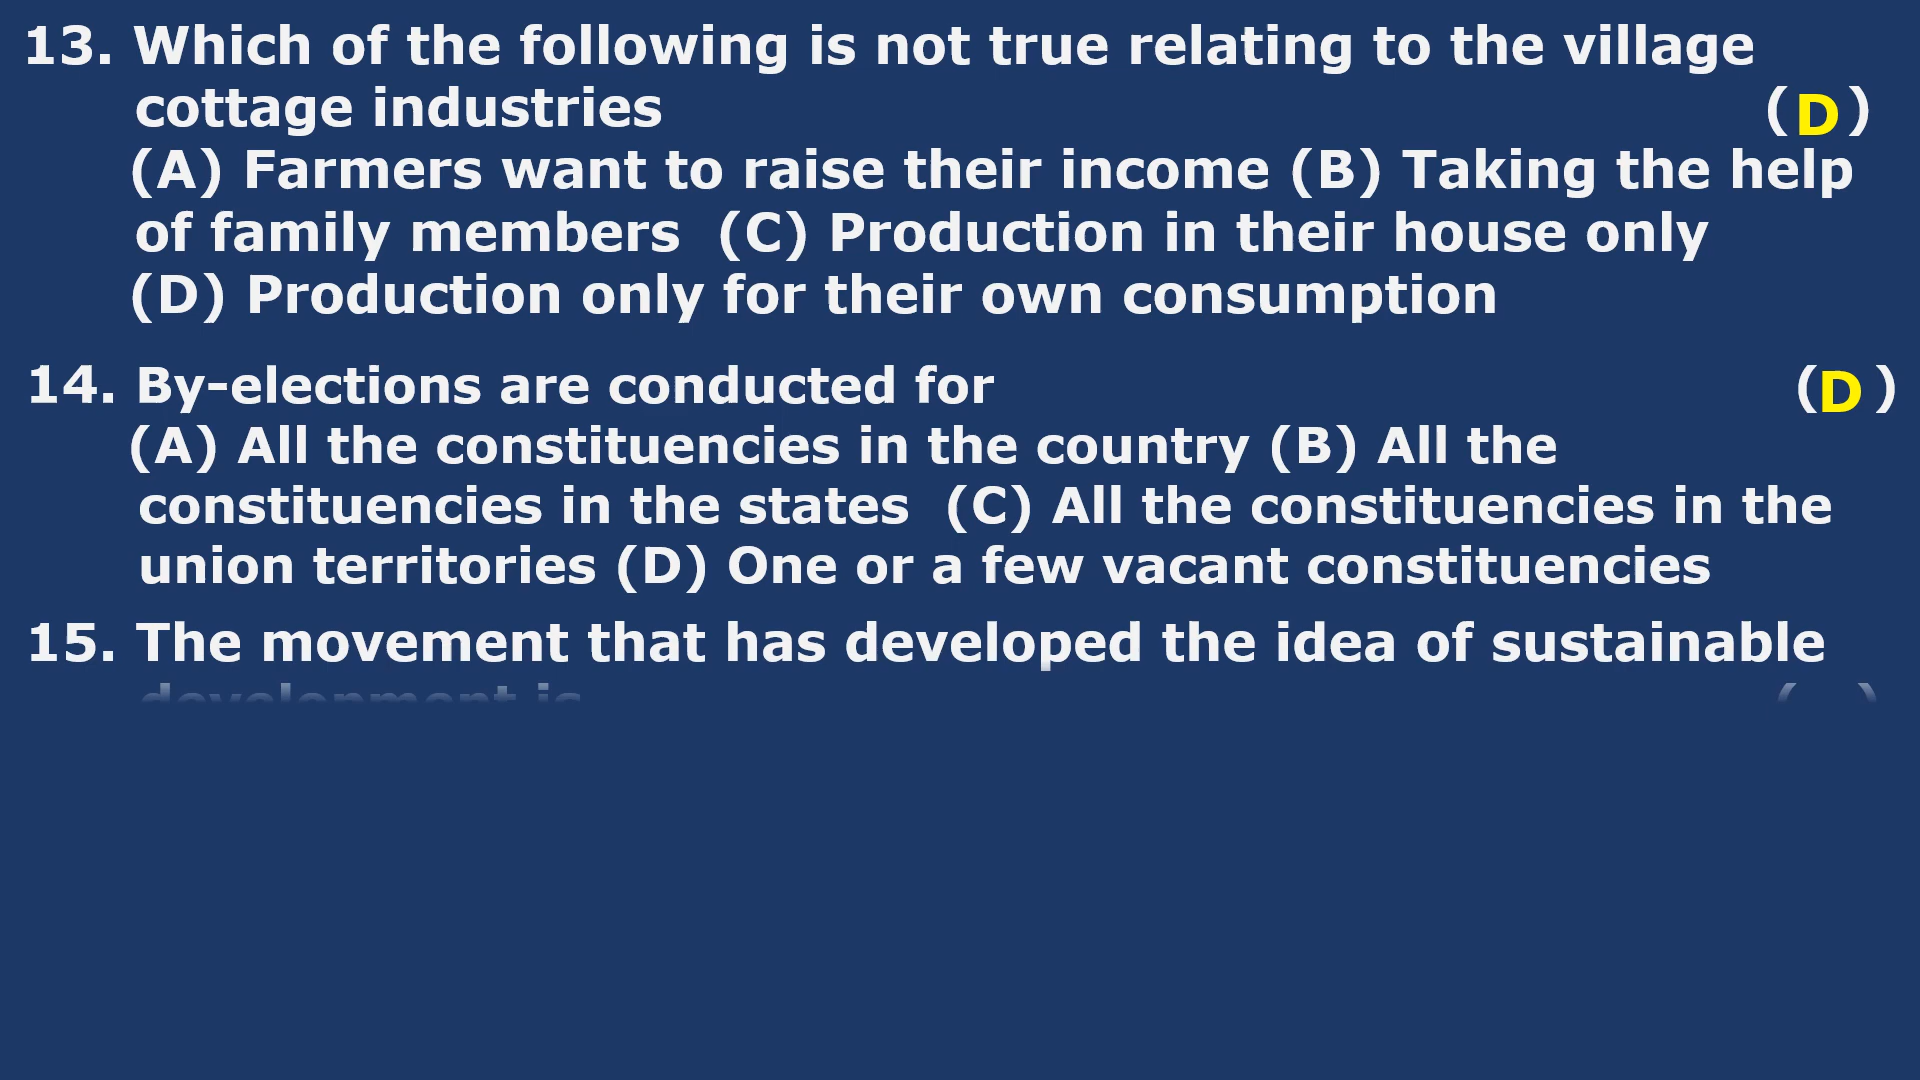 13. Which of the following is not true relating to the village
cottage industries (D)
(A) Farmers want to raise their income (B) Taking the help
of family members (C) Production in their house only
(D) Production only for their own consumption
14. By-elections are conducted for (D)
(A) All the constituencies in the country (B) All the
constituencies in the states (C) All the constituencies in the
union territories (D) One or a few vacant constituencies
15. The movement that has developed the idea of sustainable
development is ( )